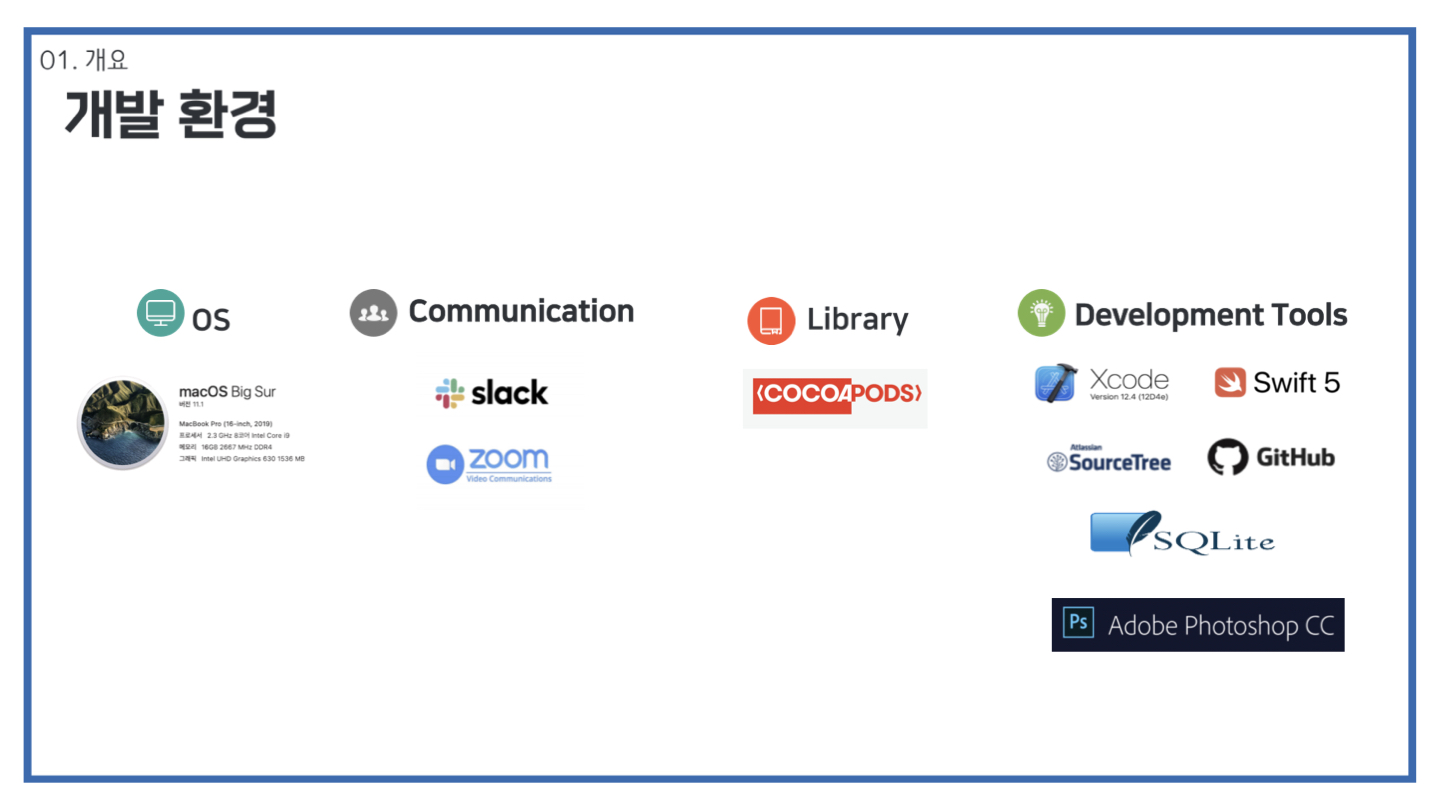 01. 개요
개발 환경
OS
macOS Big Sur
버전 11.1
MacBook Pro (16-inch, 2019)
프로세서 2.3 GHz 8코어 Intel Core i9
메모리 16GB 2667 MHz DDR4
그래픽 Intel UHD Graphics 630 1536 MB
Communication
slack
zoom
Video Communications
Library
<COCOAPODS>
Development Tools
Xcode
Version 12.4 (12D4e)
Swift 5
Atlassian
SourceTree
GitHub
SQLite
Ps Adobe Photoshop CC